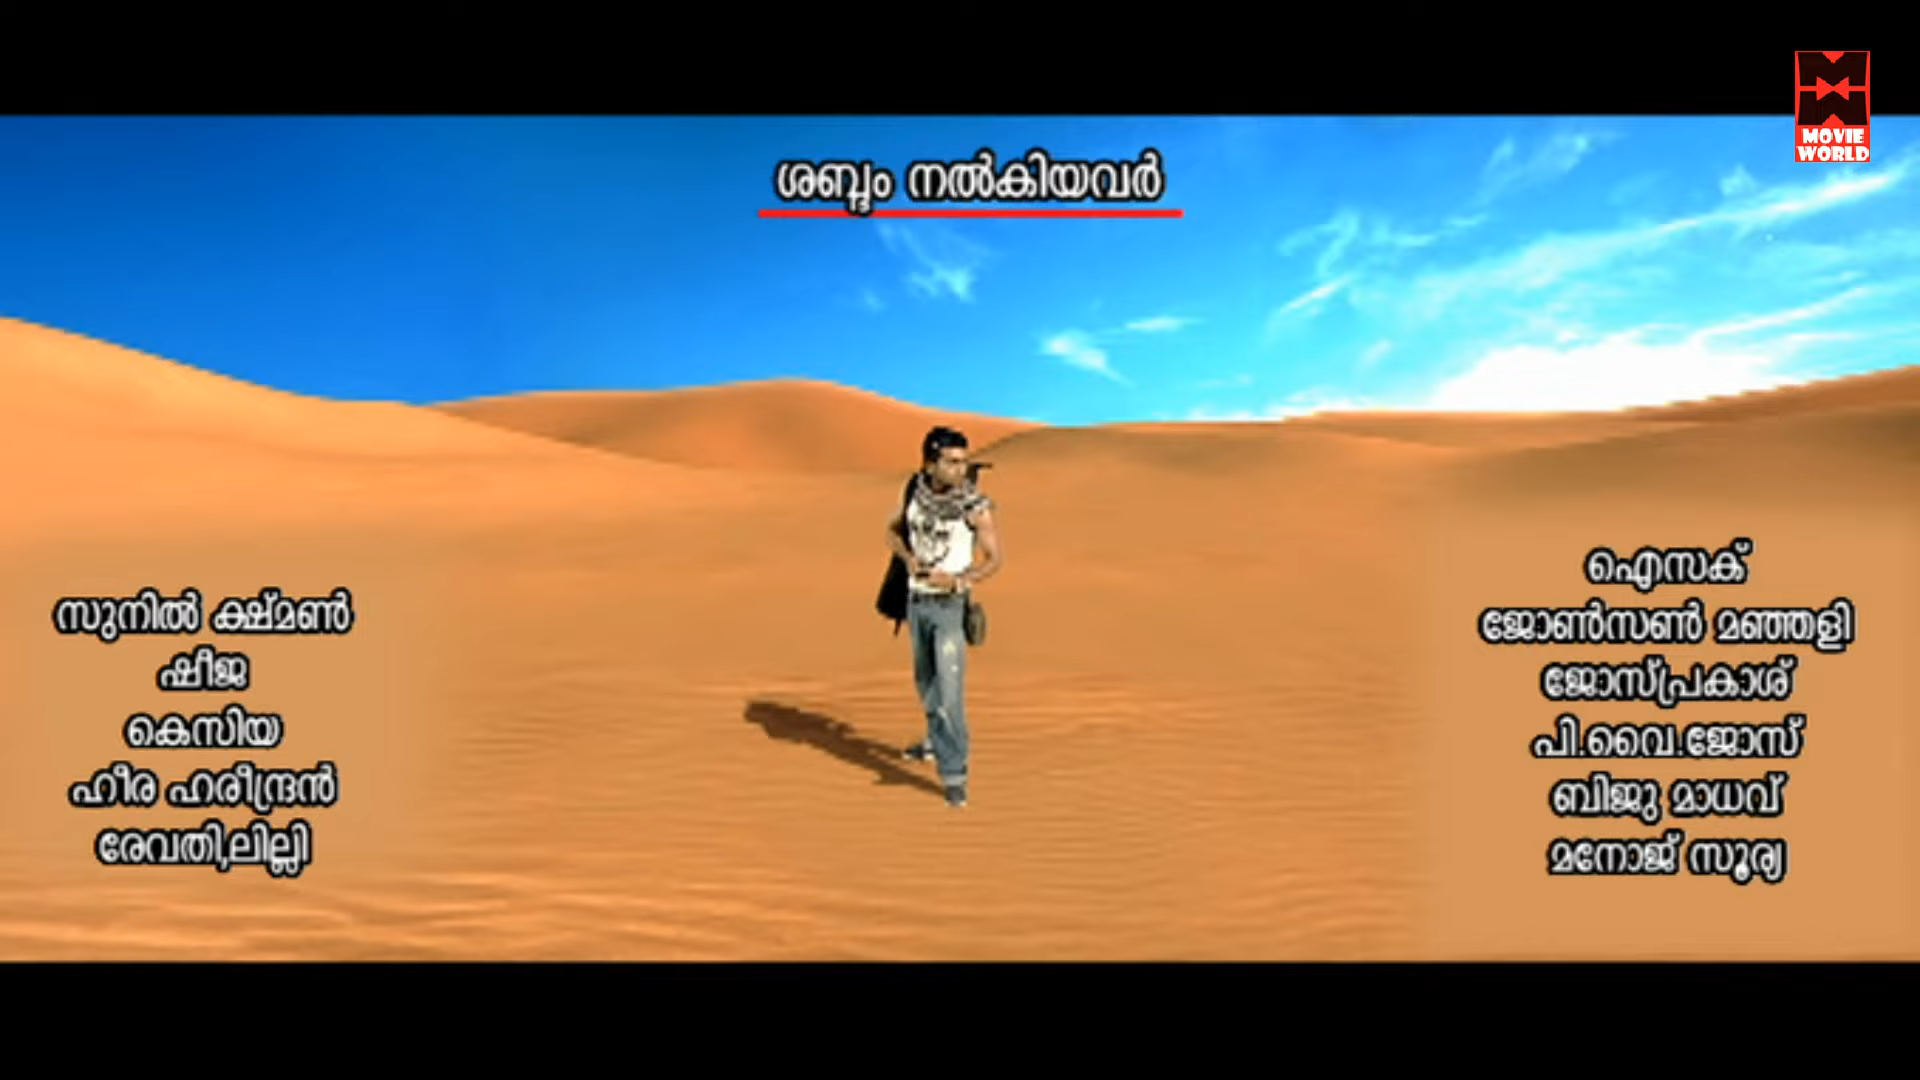 MOVIE
WORLD
ശബ്ദം നൽകിയവർ
സുനിൽ ക്ഷ്മൺ
ഷീജ
കെസിയ
ഹീര ഹരീന്ദ്രൻ
രേവതി,ലില്ലി
ഐസക്
ജോൺസൺ മഞ്ഞളി
ജോസ്പ്രകാശ്
പി.വൈ.ജോസ്
ബിജു മാധവ്
മനോജ് സൂര്യ